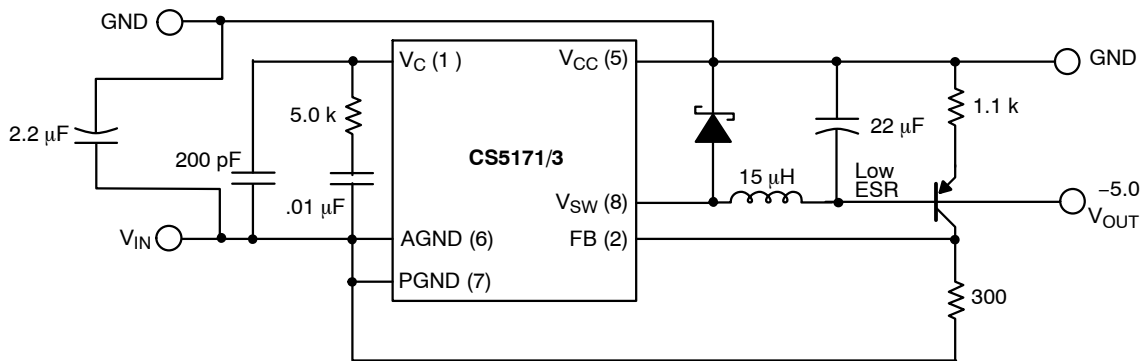 GND
V_C (1 )
V_CC (5)
GND
5.0 k
1.1 k
2.2 μF
22 μF
CS5171/3
200 pF
15 μH
Low
ESR
−5.0
.01 μF
V_SW (8)
V_OUT
V_IN
AGND (6)
FB (2)
PGND (7)
300